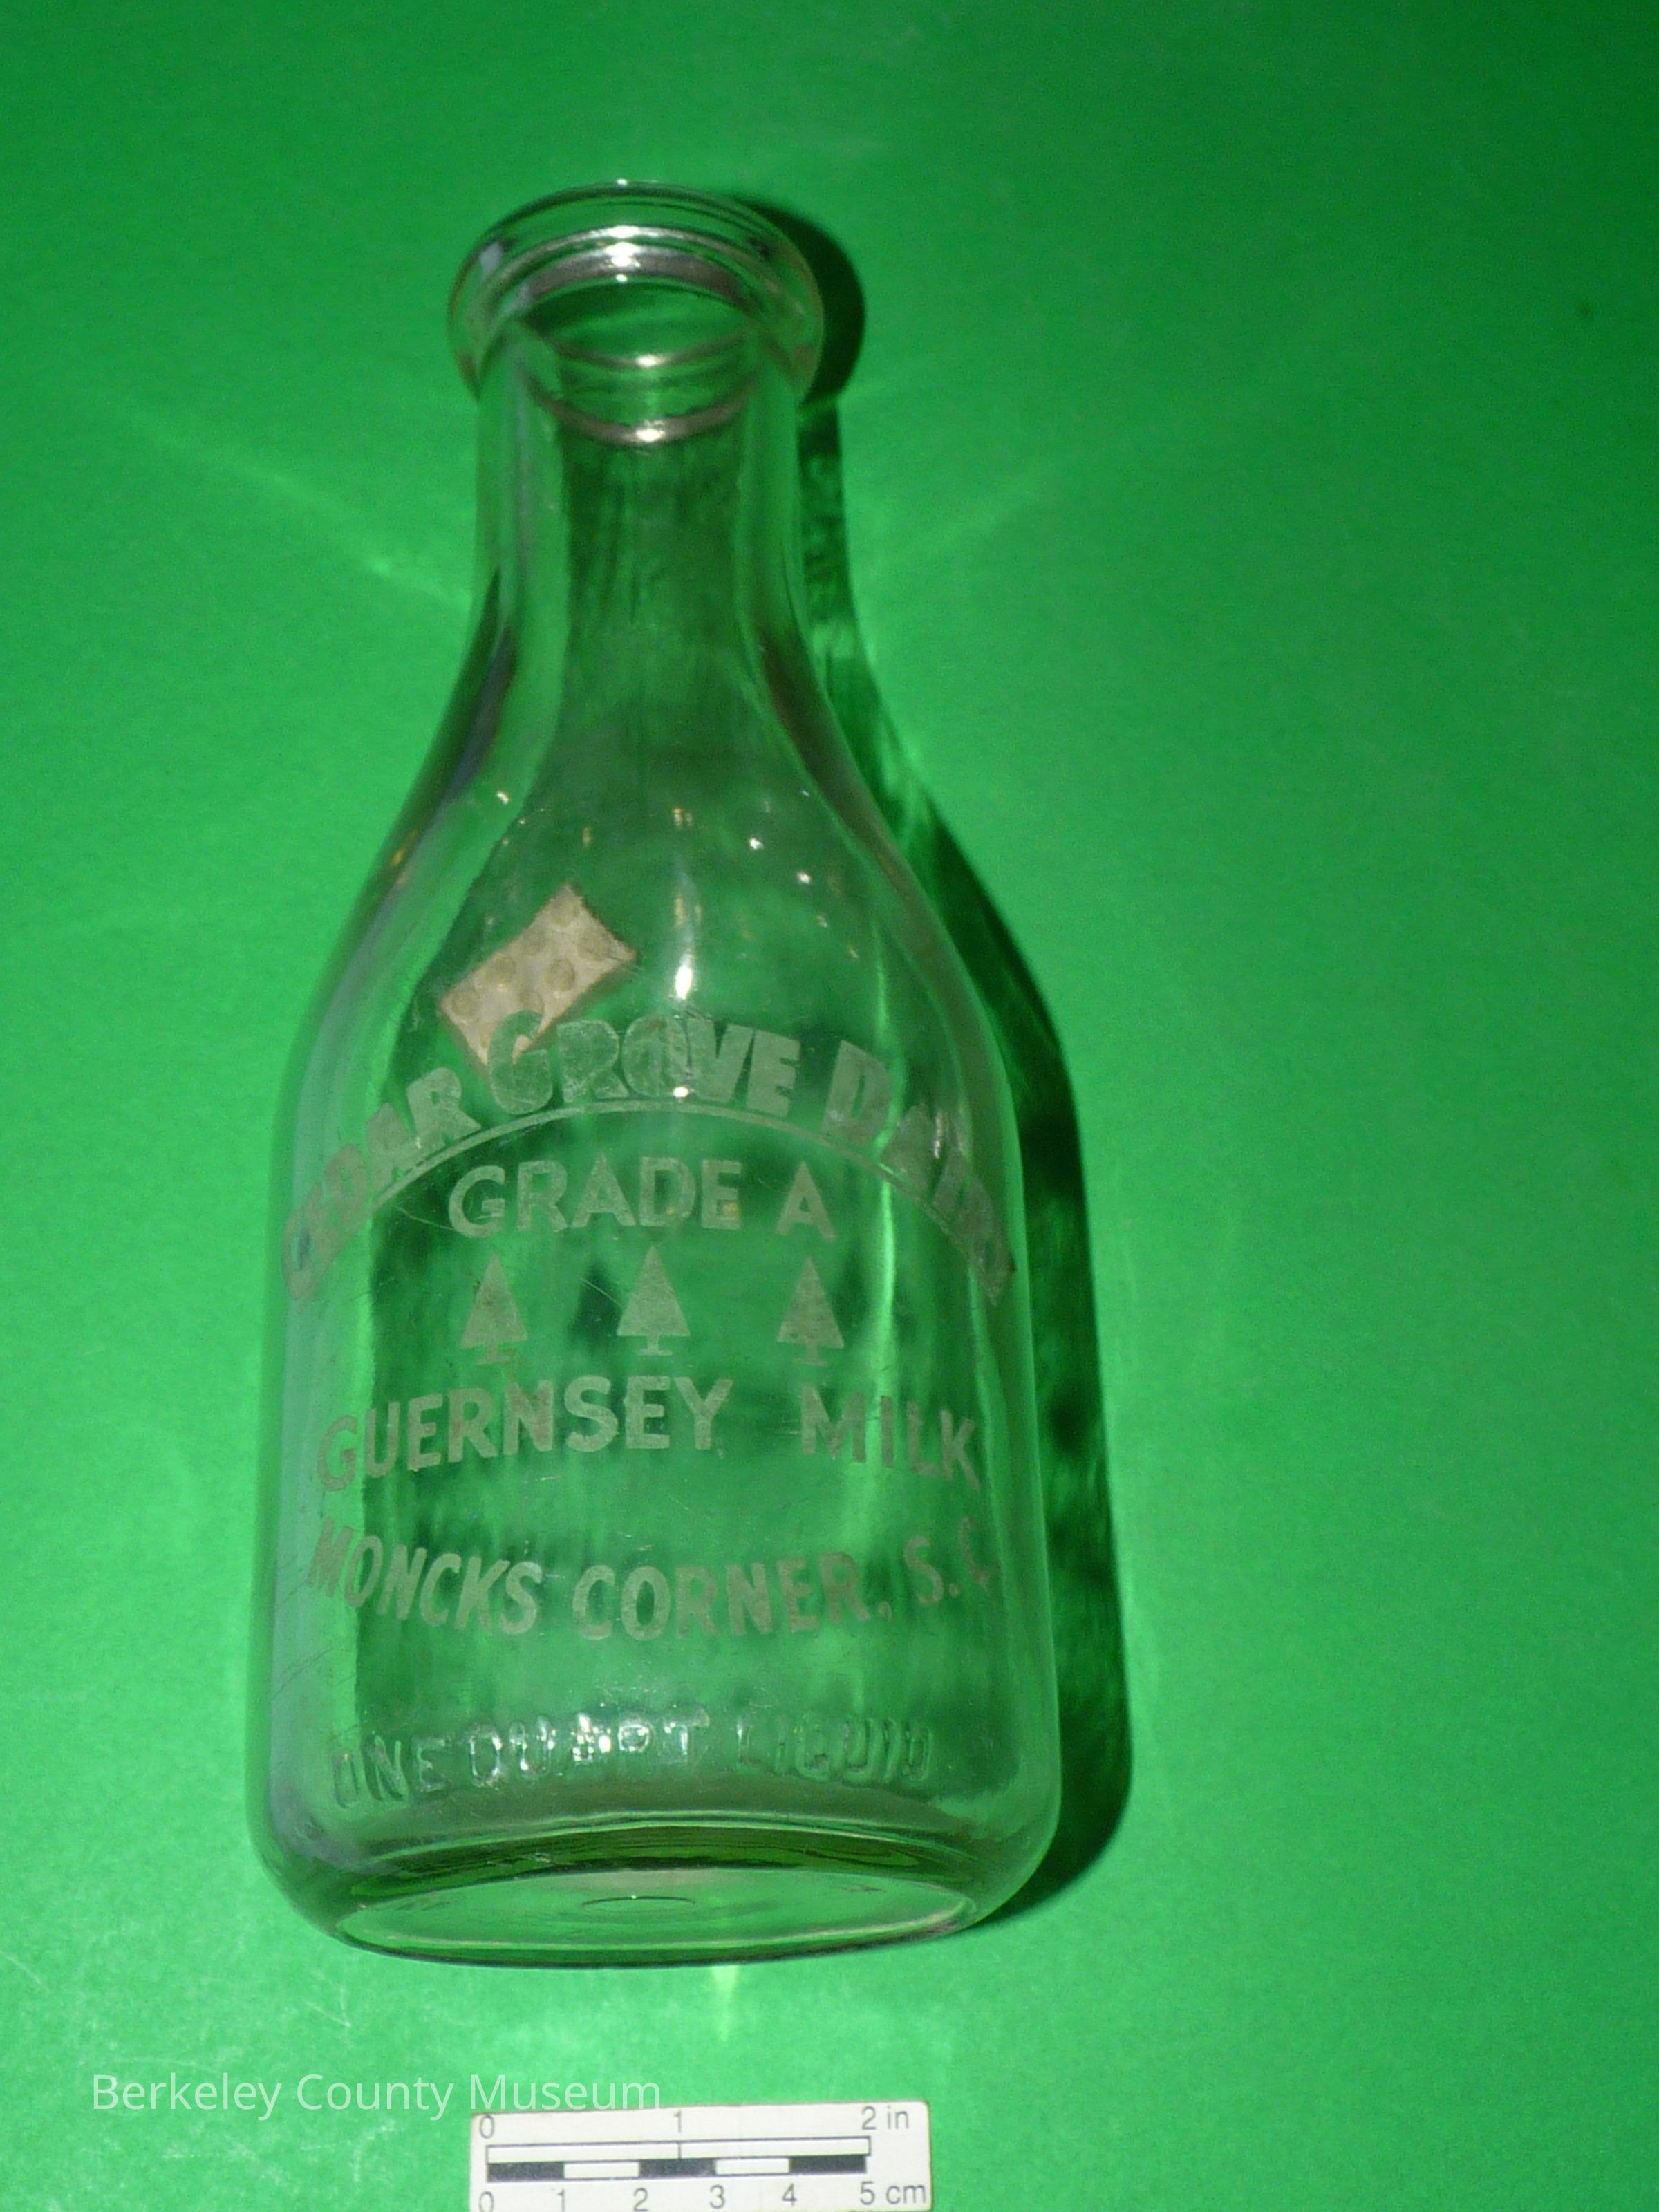 CEDAR GROVE DAIRY
GRADE A
GUERNSEY MILK
MONCKS CORNER, S.C.
ONE QUART LIQUID
Berkeley County Museum
0 1 2 in
0 1 2 3 4 5 cm